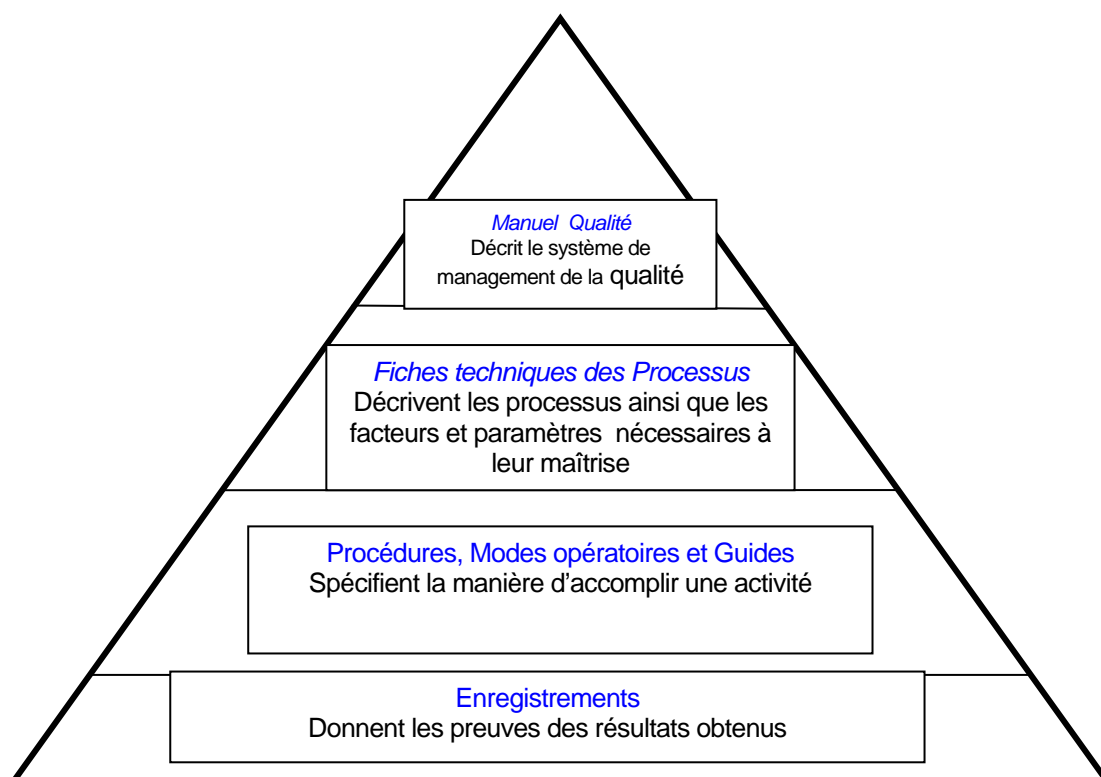 Manuel Qualité
Décrit le système de
management de la qualité
Fiches techniques des Processus
Décrivent les processus ainsi que les
facteurs et paramètres nécessaires à
leur maîtrise
Procédures, Modes opératoires et Guides
Spécifient la manière d’accomplir une activité
Enregistrements
Donnent les preuves des résultats obtenus